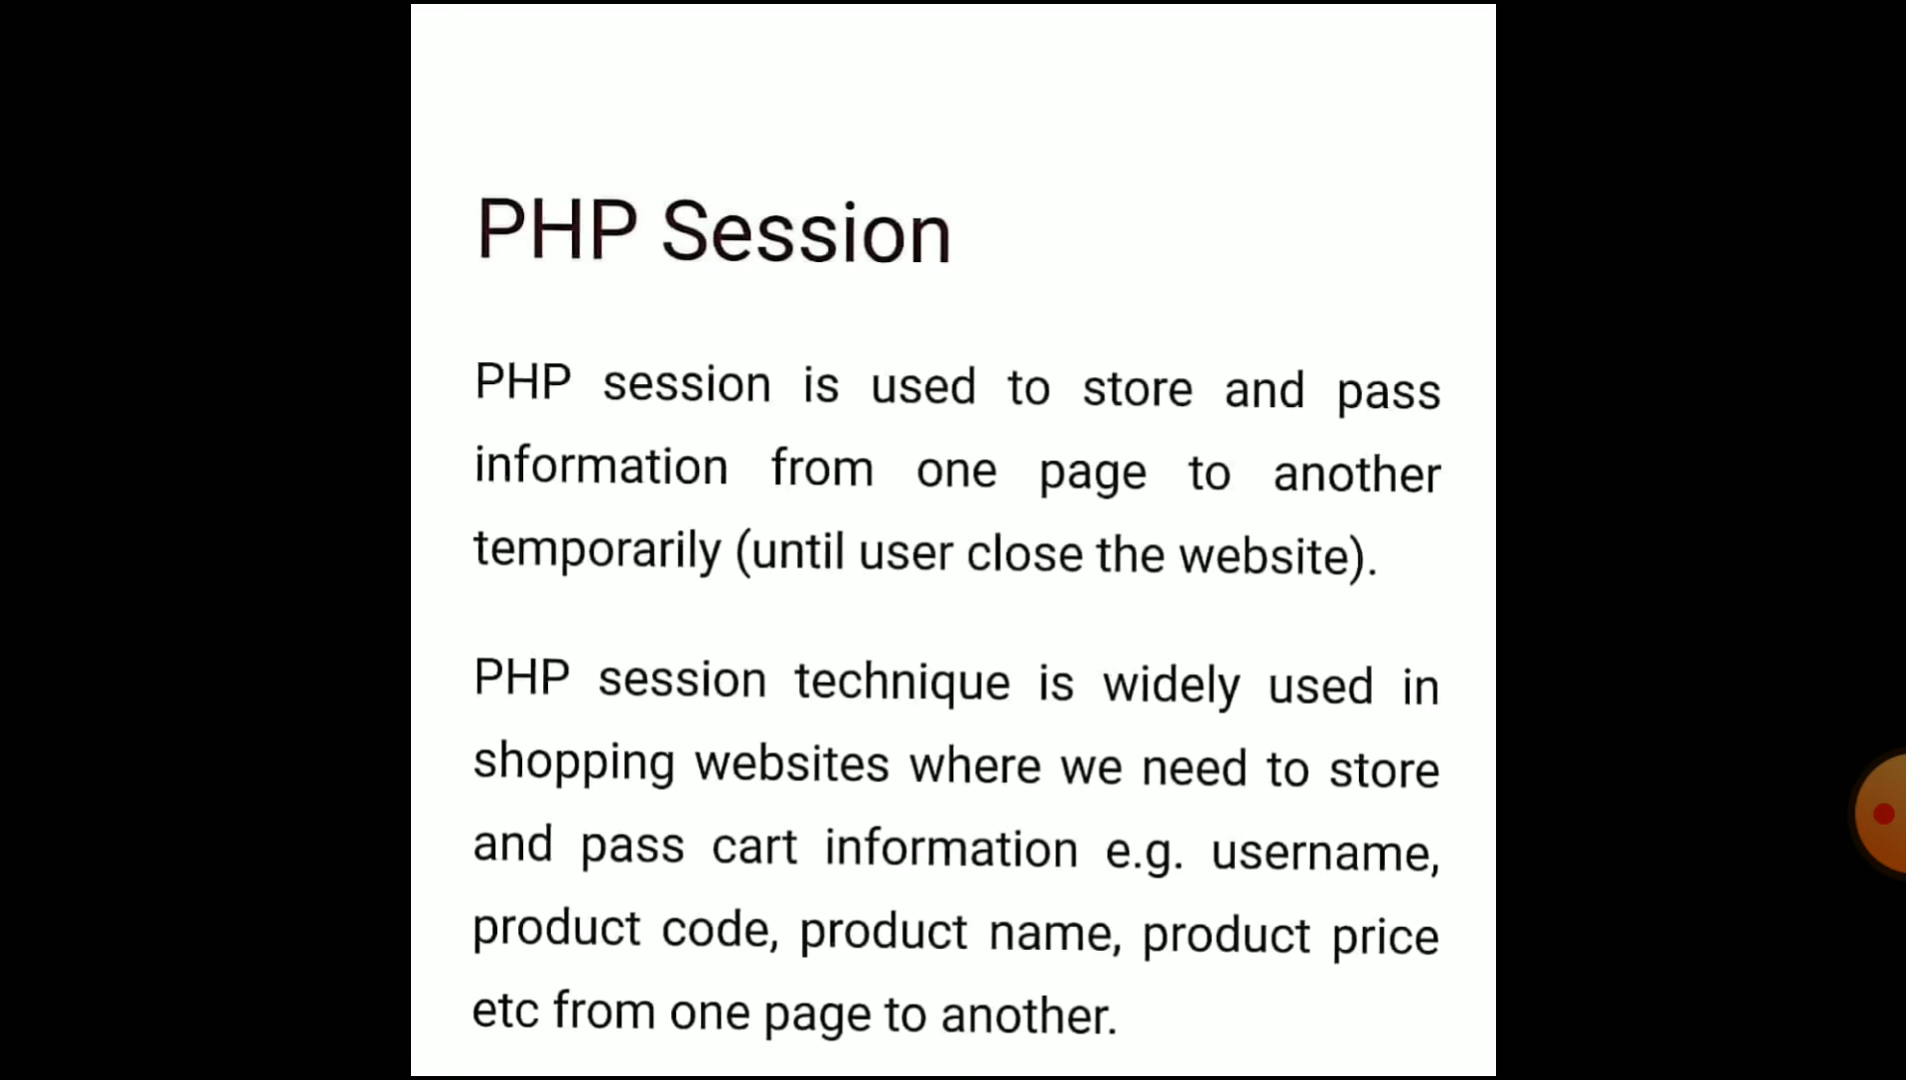 PHP Session
PHP session is used to store and pass
information from one page to another
temporarily (until user close the website).
PHP session technique is widely used in
shopping websites where we need to store
and pass cart information e.g. username,
product code, product name, product price
etc from one page to another.